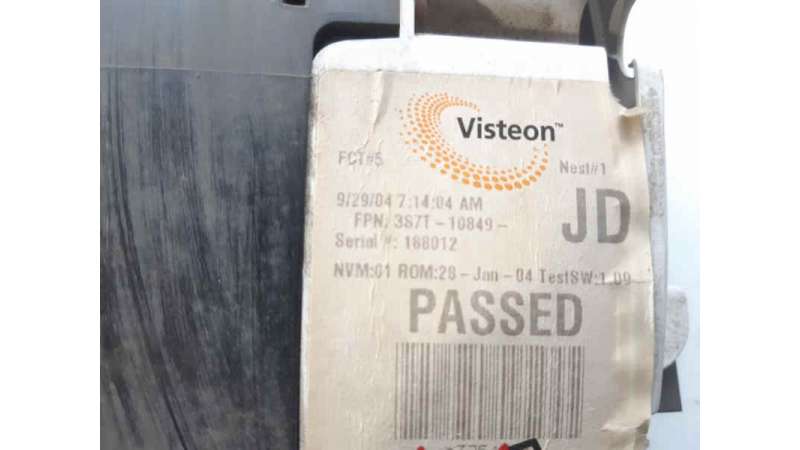 Visteon™
FCT#5 Nest#1
9/29/04 7:14:04 AM
FPN: 3S7T-10849- JD
Serial #: 188012
NVM:01 ROM:28-Jan-04 TestSW:1.09
PASSED